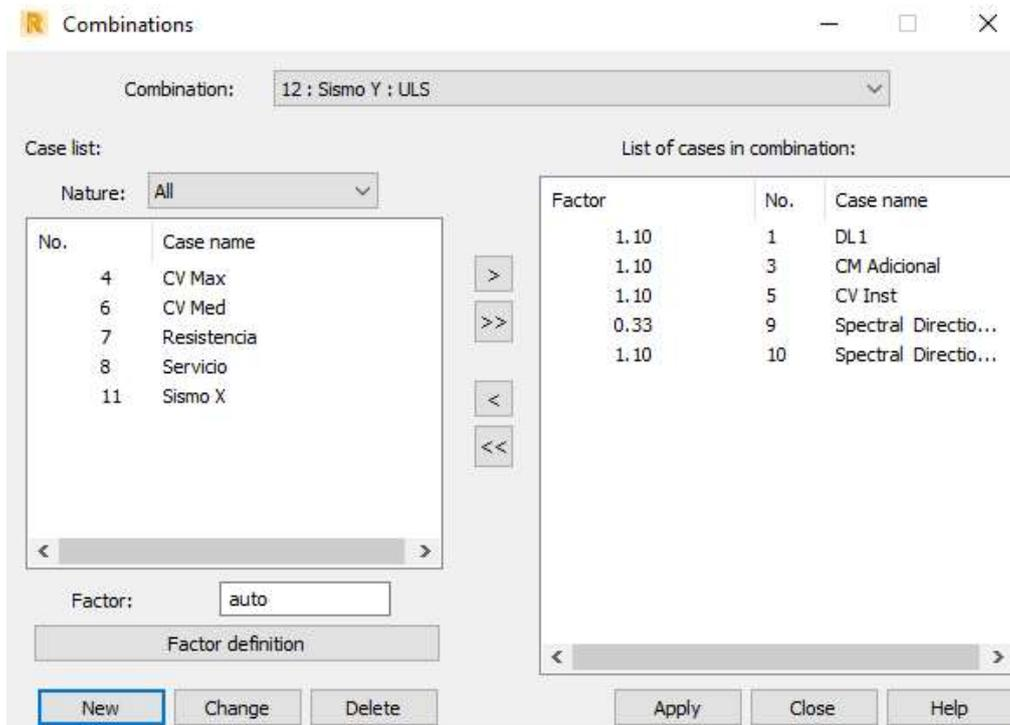 R Combinations
Combination: 12 : Sismo Y : ULS
Case list:
Nature: All
No. Case name
4 CV Max
6 CV Med
7 Resistencia
8 Servicio
11 Sismo X
Factor: auto
Factor definition
New Change Delete
>
>>
<
<<
List of cases in combination:
Factor No. Case name
1.10 1 DL1
1.10 3 CM Adicional
1.10 5 CV Inst
0.33 9 Spectral Directio...
1.10 10 Spectral Directio...
Apply Close Help